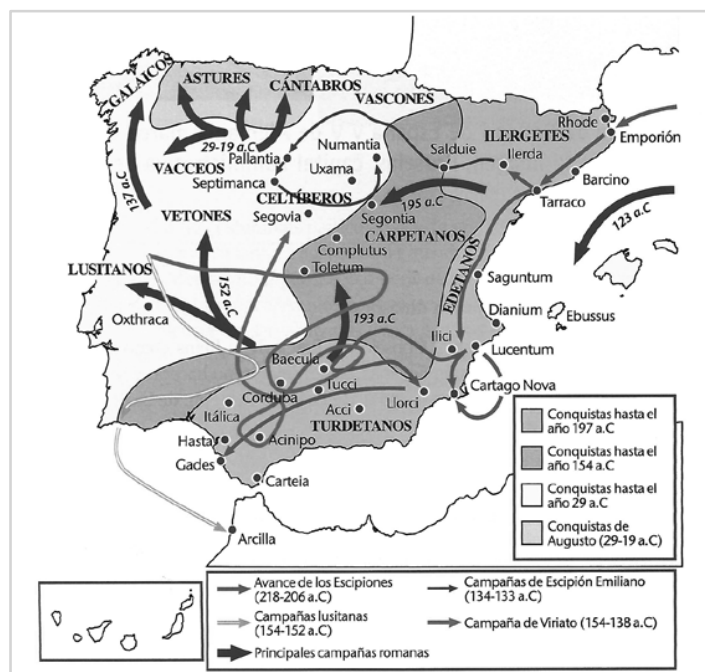 GALAICOS
ASTURES
CÁNTABROS
VASCONES
ILERGETES
Rhode
Emporión
29-19 a.C
Pallantia
Numantia
Salduie
Ilerda
137 a.C
VACCEOS
Septimanca
Uxama
Barcino
CELTÍBEROS
195 a.C
Tarraco
VETONES
Segovia
Segontia
123 a.C
CARPETANOS
Complutus
LUSITANOS
Toletum
EDETANOS
152 a.C
Saguntum
Oxthraca
193 a.C
Dianium
Ebussus
Ilici
Lucentum
Baecula
Tucci
Cartago Nova
Corduba
Llorci
Itálica
Acci
TURDETANOS
Hasta
Acinipo
Gades
Carteia
Arcilla
Conquistas hasta el
año 197 a.C
Conquistas hasta el
año 154 a.C
Conquistas hasta el
año 29 a.C
Conquistas de
Augusto (29-19 a.C)
Avance de los Escipiones
(218-206 a.C)
Campañas de Escipión Emiliano
(134-133 a.C)
Campañas lusitanas
(154-152 a.C)
Campaña de Viriato (154-138 a.C)
Principales campañas romanas